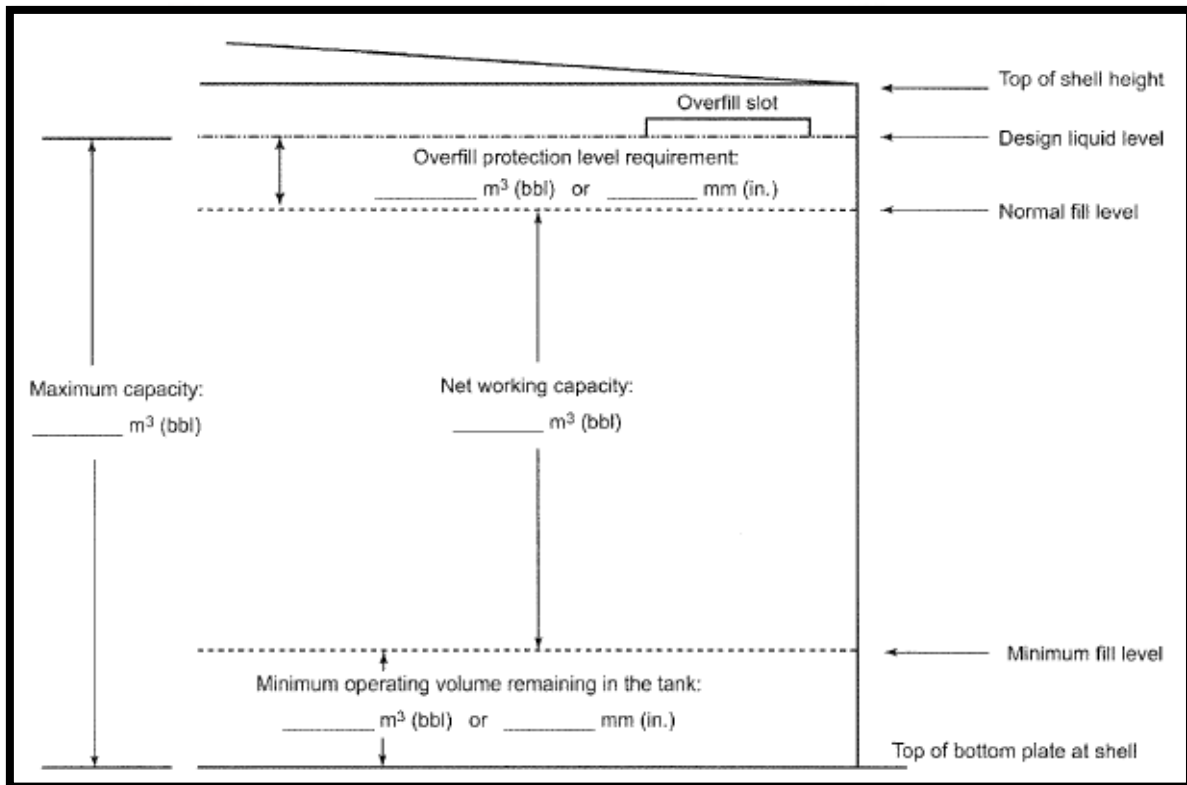 Top of shell height
Overfill slot
Design liquid level
Overfill protection level requirement:
________ m³ (bbl) or ________ mm (in.)
Normal fill level
Maximum capacity:
________ m³ (bbl)
Net working capacity:
________ m³ (bbl)
Minimum fill level
Minimum operating volume remaining in the tank:
________ m³ (bbl) or ________ mm (in.)
Top of bottom plate at shell